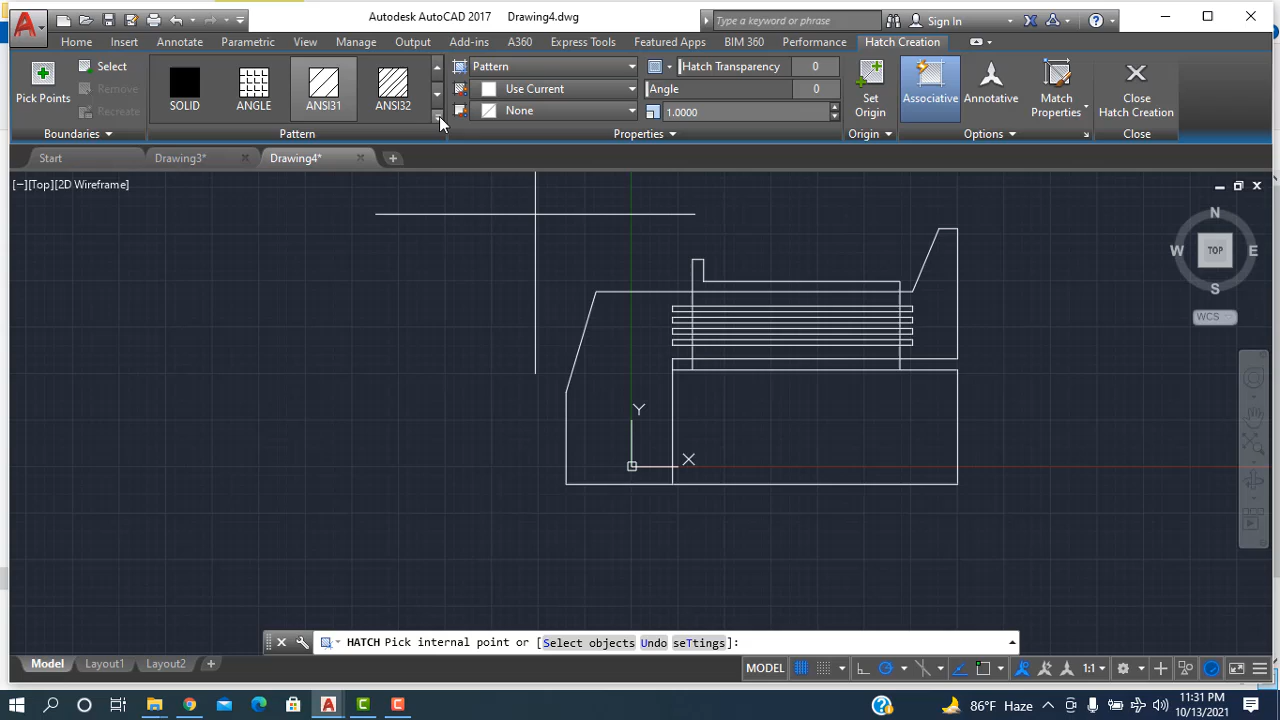 Autodesk AutoCAD 2017 Drawing4.dwg
Type a keyword or phrase
Sign In
Home Insert Annotate Parametric View Manage Output Add-ins A360 Express Tools Featured Apps BIM 360 Performance Hatch Creation
Pick Points
Select
Remove
Recreate
Boundaries
SOLID
ANGLE
ANSI31
ANSI32
Pattern
Pattern
Use Current
None
Hatch Transparency 0
Angle 0
1.0000
Properties
Set Origin
Origin
Associative
Annotative
Match Properties
Options
Close Hatch Creation
Close
Start Drawing3* Drawing4*
[−][Top][2D Wireframe]
N
W TOP E
S
WCS
Y
X
HATCH Pick internal point or [Select objects Undo seTtings]:
Model Layout1 Layout2
MODEL 1:1
86°F Haze
11:31 PM
10/13/2021